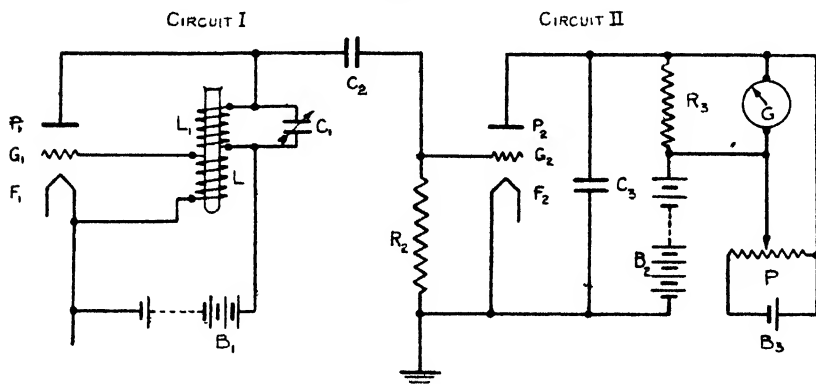 CIRCUIT I
CIRCUIT II
C2
P1
L1
C1
R3
G
G1
P2
G2
F1
L
F2
C3
R2
B2
P
B1
B3